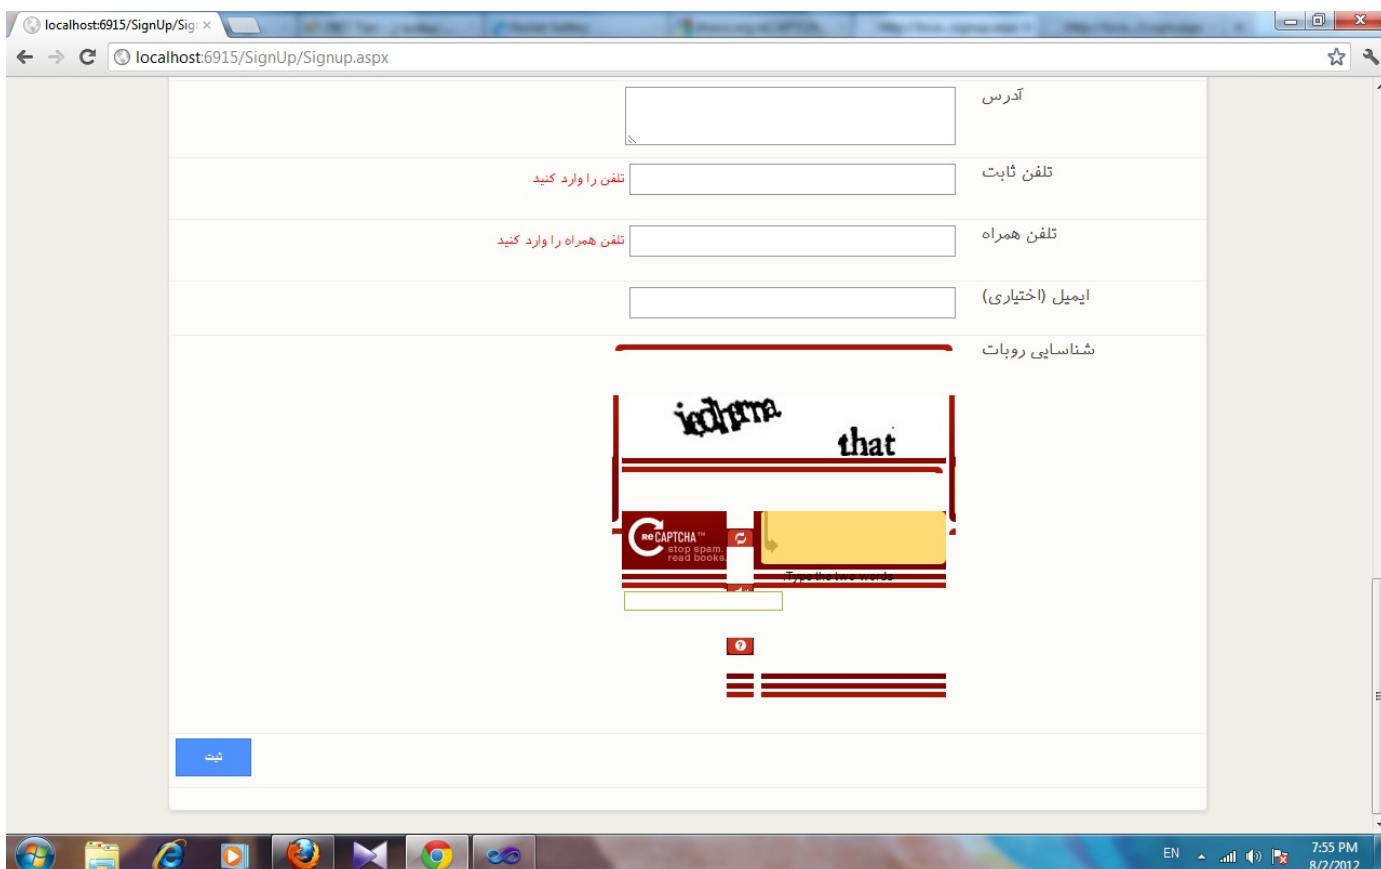 localhost:6915/SignUp/Sig
localhost:6915/SignUp/Signup.aspx
آدرس
تلفن ثابت
تلفن را وارد کنید
تلفن همراه
تلفن همراه را وارد کنید
ایمیل (اختیاری)
شناسایی روبات
that
reCAPTCHA™
stop spam.
read books.
Type the two words
ثبت
EN
7:55 PM
8/2/2012